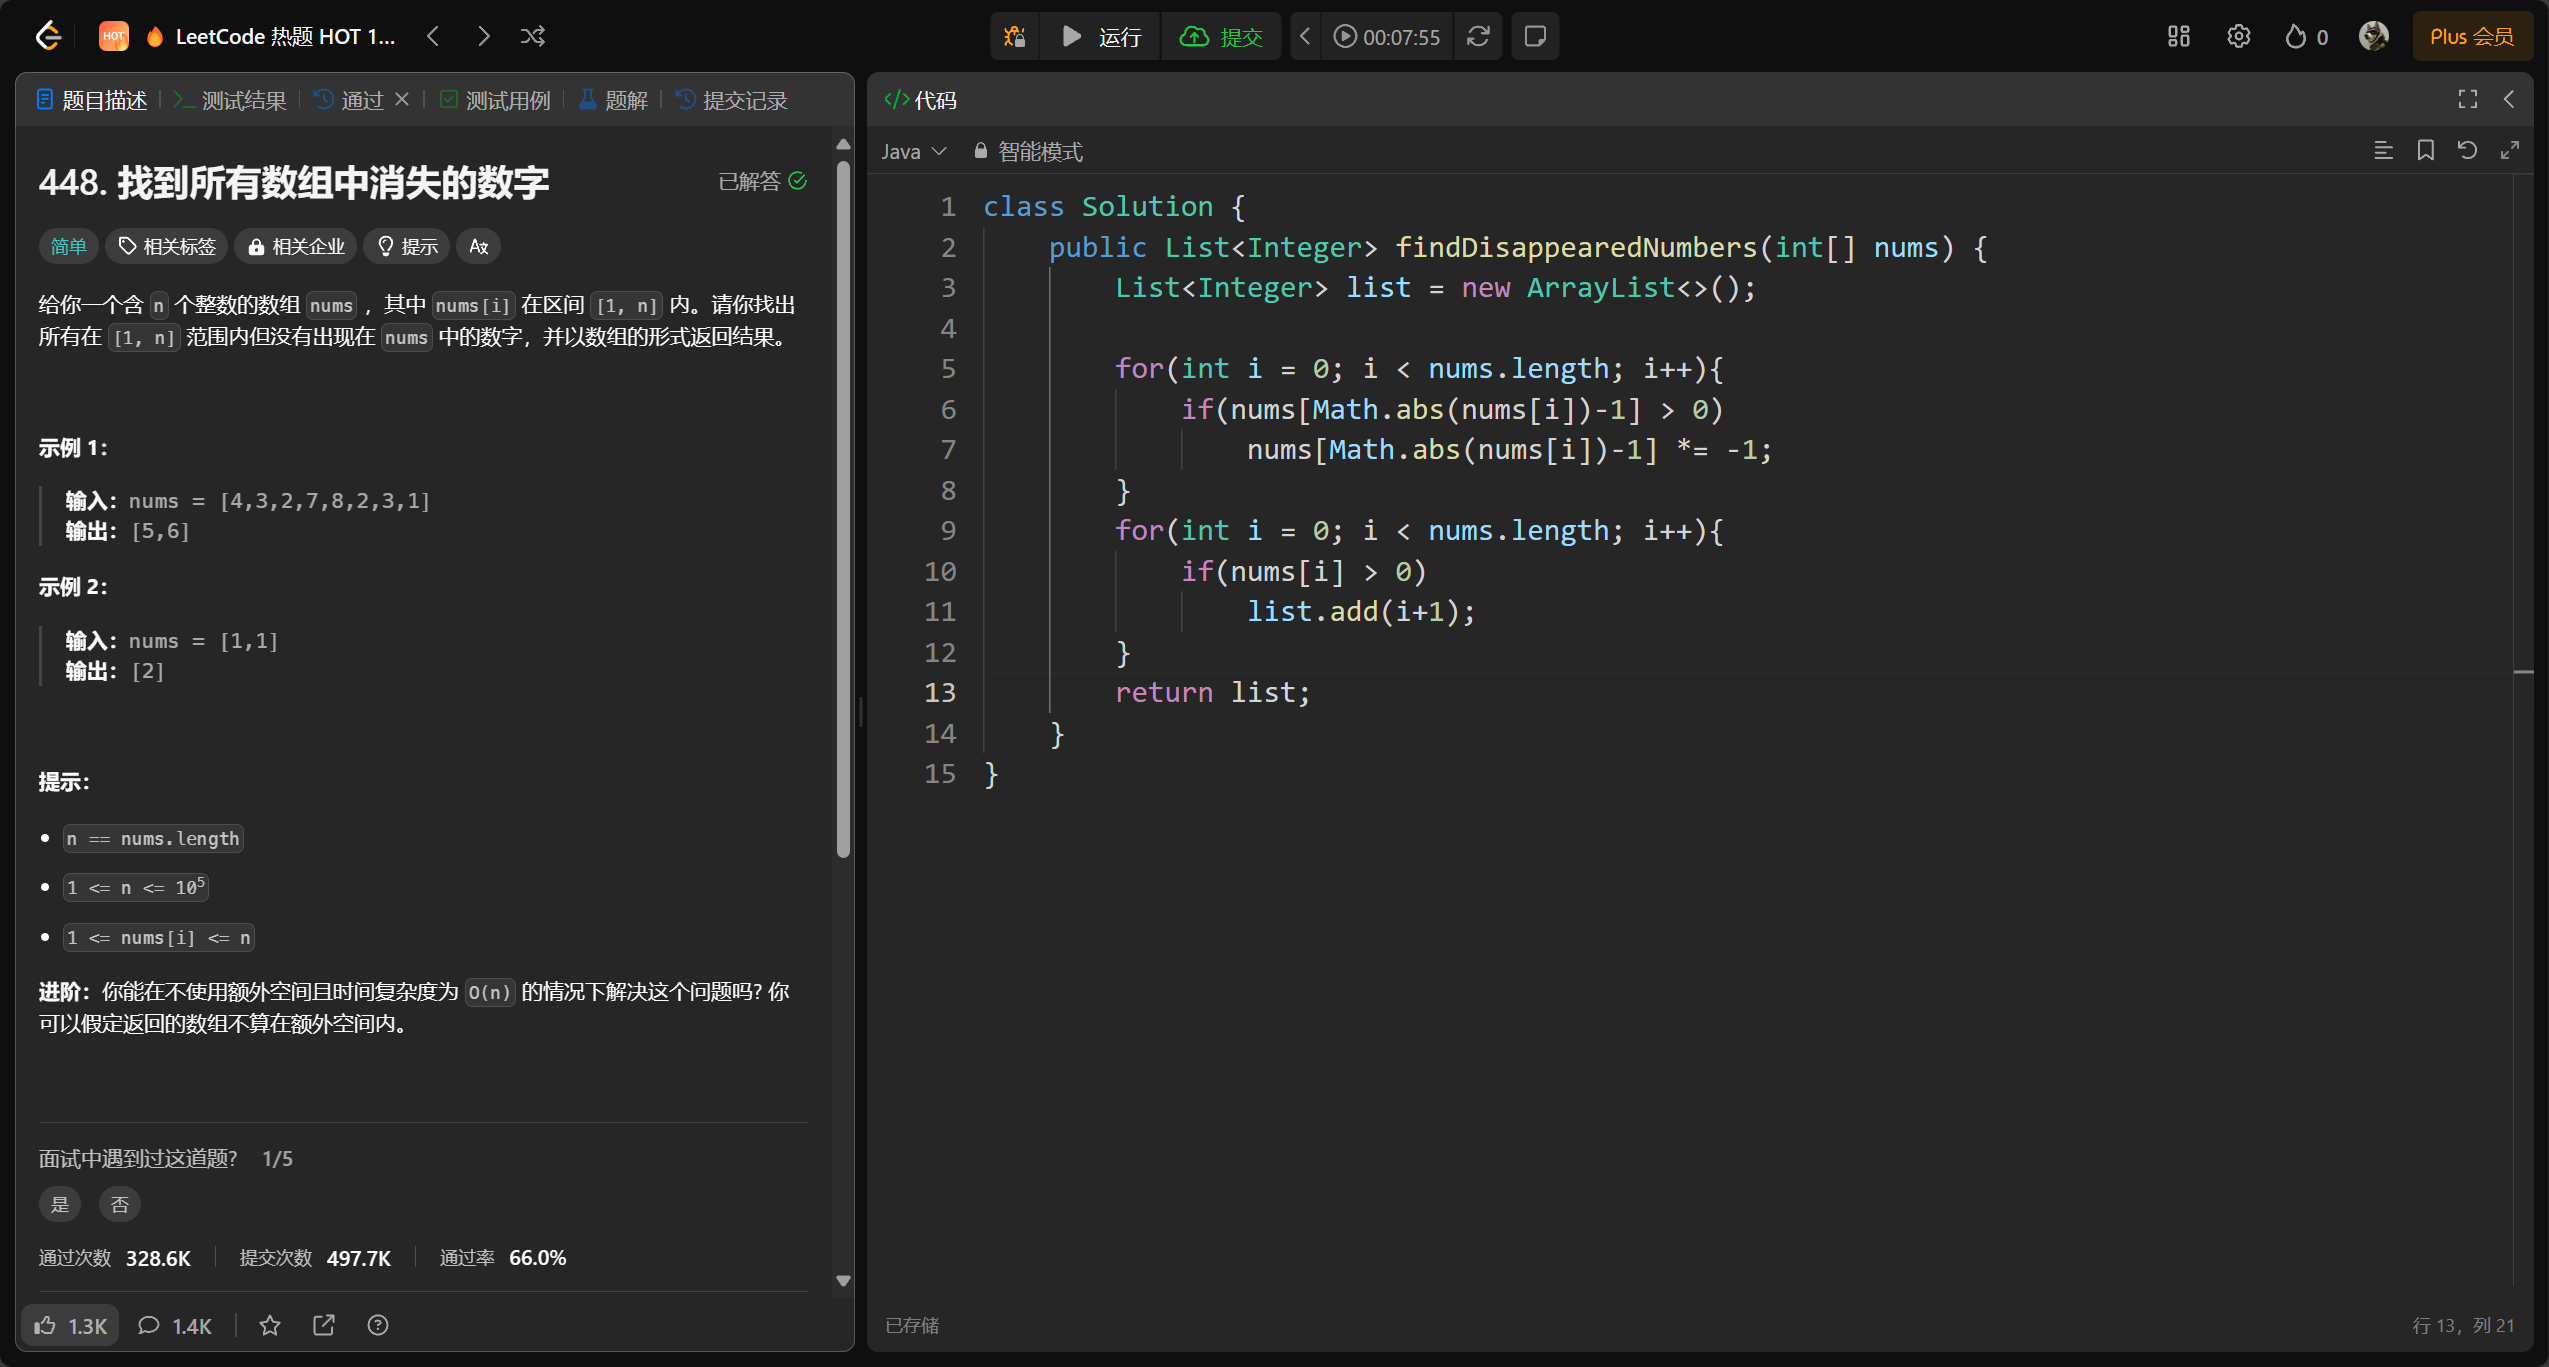 HOT LeetCode 热题 HOT 1... 运行 提交 00:07:55 0 Plus 会员
题目描述 测试结果 通过 测试用例 题解 提交记录
448. 找到所有数组中消失的数字 已解答
简单 相关标签 相关企业 提示
给你一个含 n 个整数的数组 nums ，其中 nums[i] 在区间 [1, n] 内。请你找出
所有在 [1, n] 范围内但没有出现在 nums 中的数字，并以数组的形式返回结果。
示例 1：
输入：nums = [4,3,2,7,8,2,3,1]
输出：[5,6]
示例 2：
输入：nums = [1,1]
输出：[2]
提示：
n == nums.length
1 <= n <= 10⁵
1 <= nums[i] <= n
进阶：你能在不使用额外空间且时间复杂度为 O(n) 的情况下解决这个问题吗? 你
可以假定返回的数组不算在额外空间内。
面试中遇到过这道题? 1/5
是 否
通过次数 328.6K 提交次数 497.7K 通过率 66.0%
1.3K 1.4K
</> 代码
Java 智能模式
1 class Solution {
2 public List<Integer> findDisappearedNumbers(int[] nums) {
3 List<Integer> list = new ArrayList<>();
4
5 for(int i = 0; i < nums.length; i++){
6 if(nums[Math.abs(nums[i])-1] > 0)
7 nums[Math.abs(nums[i])-1] *= -1;
8 }
9 for(int i = 0; i < nums.length; i++){
10 if(nums[i] > 0)
11 list.add(i+1);
12 }
13 return list;
14 }
15 }
已存储 行 13，列 21